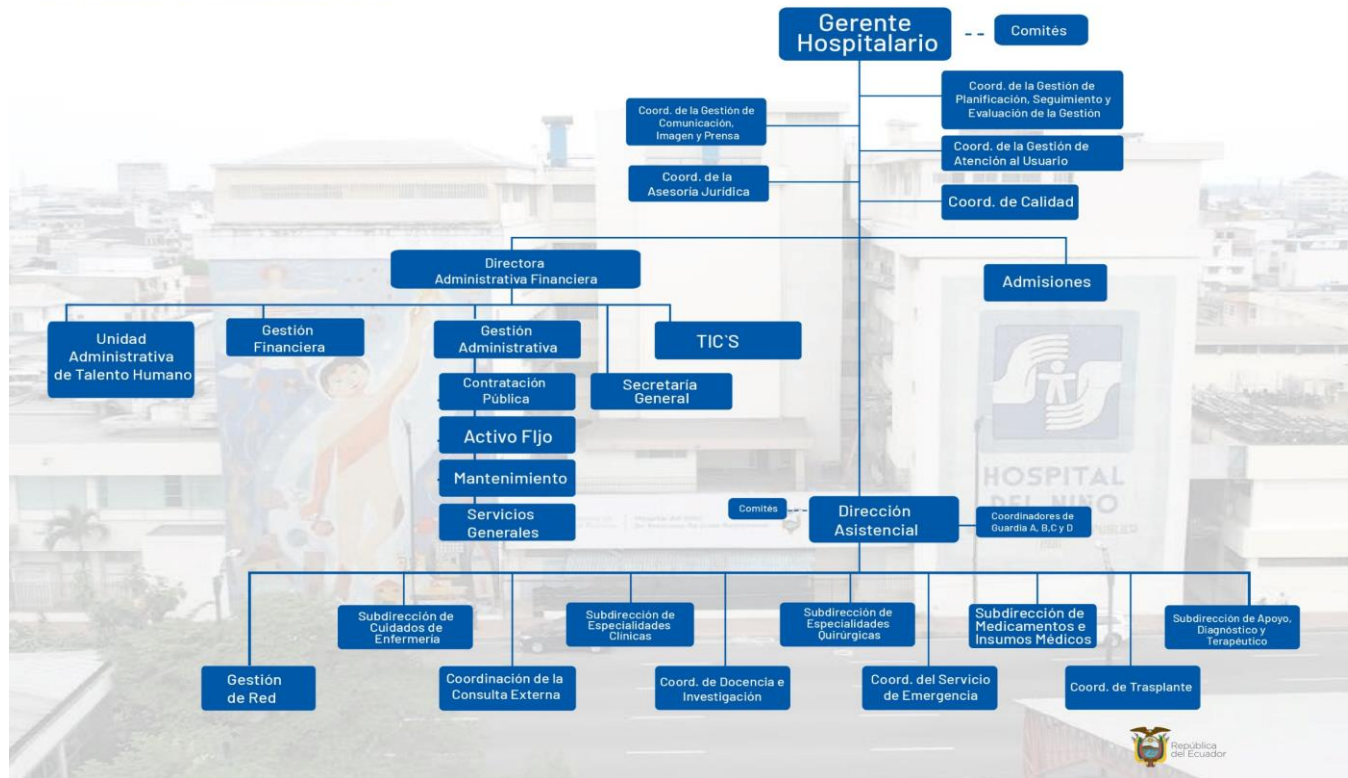 Gerente
Hospitalario
Comités
Coord. de la Gestión de
Planificación, Seguimiento y
Evaluación de la Gestión
Coord. de la Gestión de
Comunicación,
Imagen y Prensa
Coord. de la Gestión de
Atención al Usuario
Coord. de la
Asesoría Jurídica
Coord. de Calidad
Directora
Administrativa Financiera
Admisiones
Unidad
Administrativa
de Talento Humano
Gestión
Financiera
Gestión
Administrativa
TIC`S
Contratación
Pública
Secretaría
General
Activo FIjo
Mantenimiento
Servicios
Generales
HOSPITAL
DEL NIÑO
Comités
Dirección
Asistencial
Coordinadores de
Guardia A, B,C y D
Subdirección de
Cuidados de
Enfermería
Subdirección de
Especialidades
Clínicas
Subdirección de
Especialidades
Quirúrgicas
Subdirección de
Medicamentos e
Insumos Médicos
Subdirección de Apoyo,
Diagnóstico y
Terapéutico
Gestión
de Red
Coordinación de la
Consulta Externa
Coord. de Docencia e
Investigación
Coord. del Servicio
de Emergencia
Coord. de Trasplante
República
del Ecuador